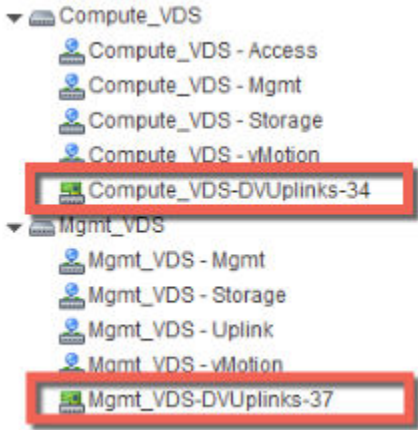 Compute_VDS
Compute_VDS - Access
Compute_VDS - Mgmt
Compute_VDS - Storage
Compute_VDS - vMotion
Compute_VDS-DVUplinks-34
Mgmt_VDS
Mgmt_VDS - Mgmt
Mgmt_VDS - Storage
Mgmt_VDS - Uplink
Mgmt_VDS - vMotion
Mgmt_VDS-DVUplinks-37